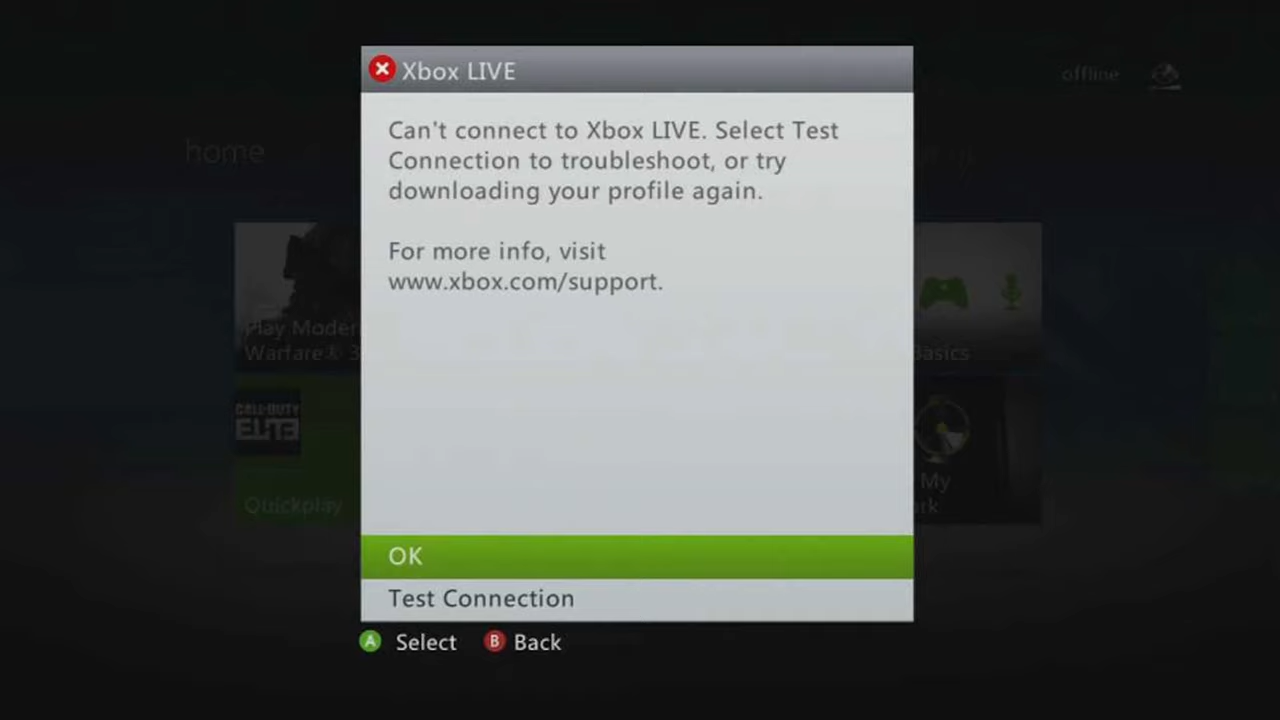 Xbox LIVE
offline
home
Can't connect to Xbox LIVE. Select Test
Connection to troubleshoot, or try
downloading your profile again.
For more info, visit
www.xbox.com/support.
Play Moder
Warfare® 3
Basics
CALL·DUTY
ELITE
My
Quickplay
rk
OK
Test Connection
A Select B Back